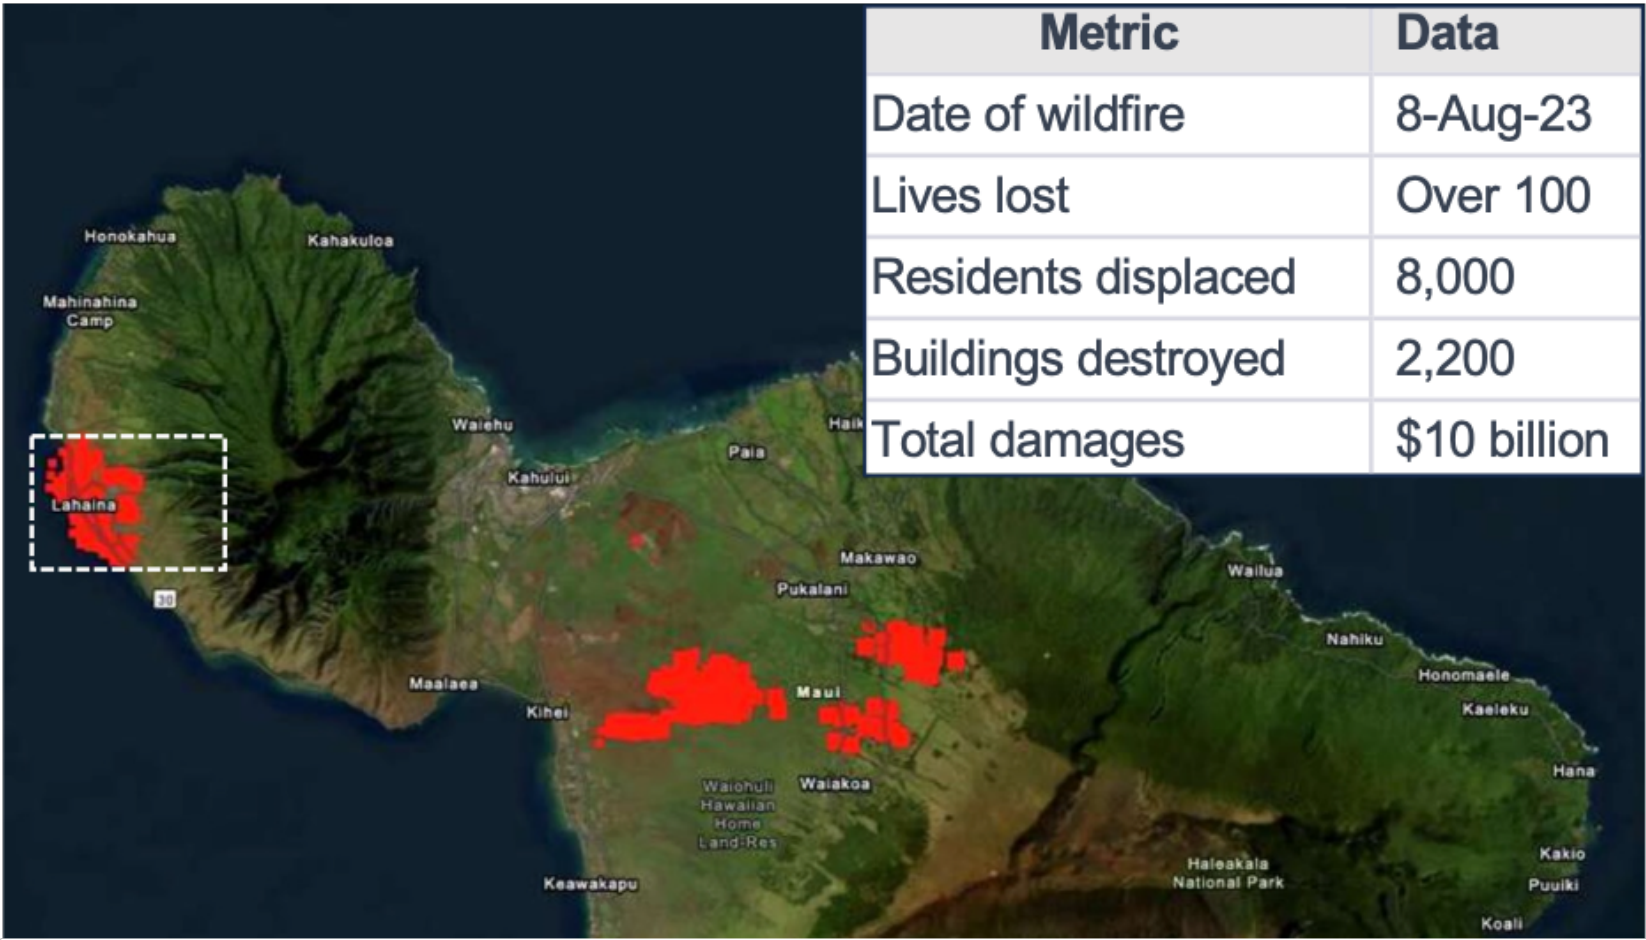 Metric Data
Date of wildfire 8-Aug-23
Lives lost Over 100
Residents displaced 8,000
Buildings destroyed 2,200
Total damages $10 billion
Honokahua
Kahakuloa
Mahinahina
Camp
Waiehu
Haik
Paia
Kahului
Lahaina
Makawao
Wailua
Pukalani
30
Nahiku
Honomaele
Maalaea
Maui
Kihei
Kaeleku
Hana
Waiohuli
Hawaiian
Home
Land-Res
Waiakoa
Kakio
Haleakala
National Park
Keawakapu
Puuiki
Koali